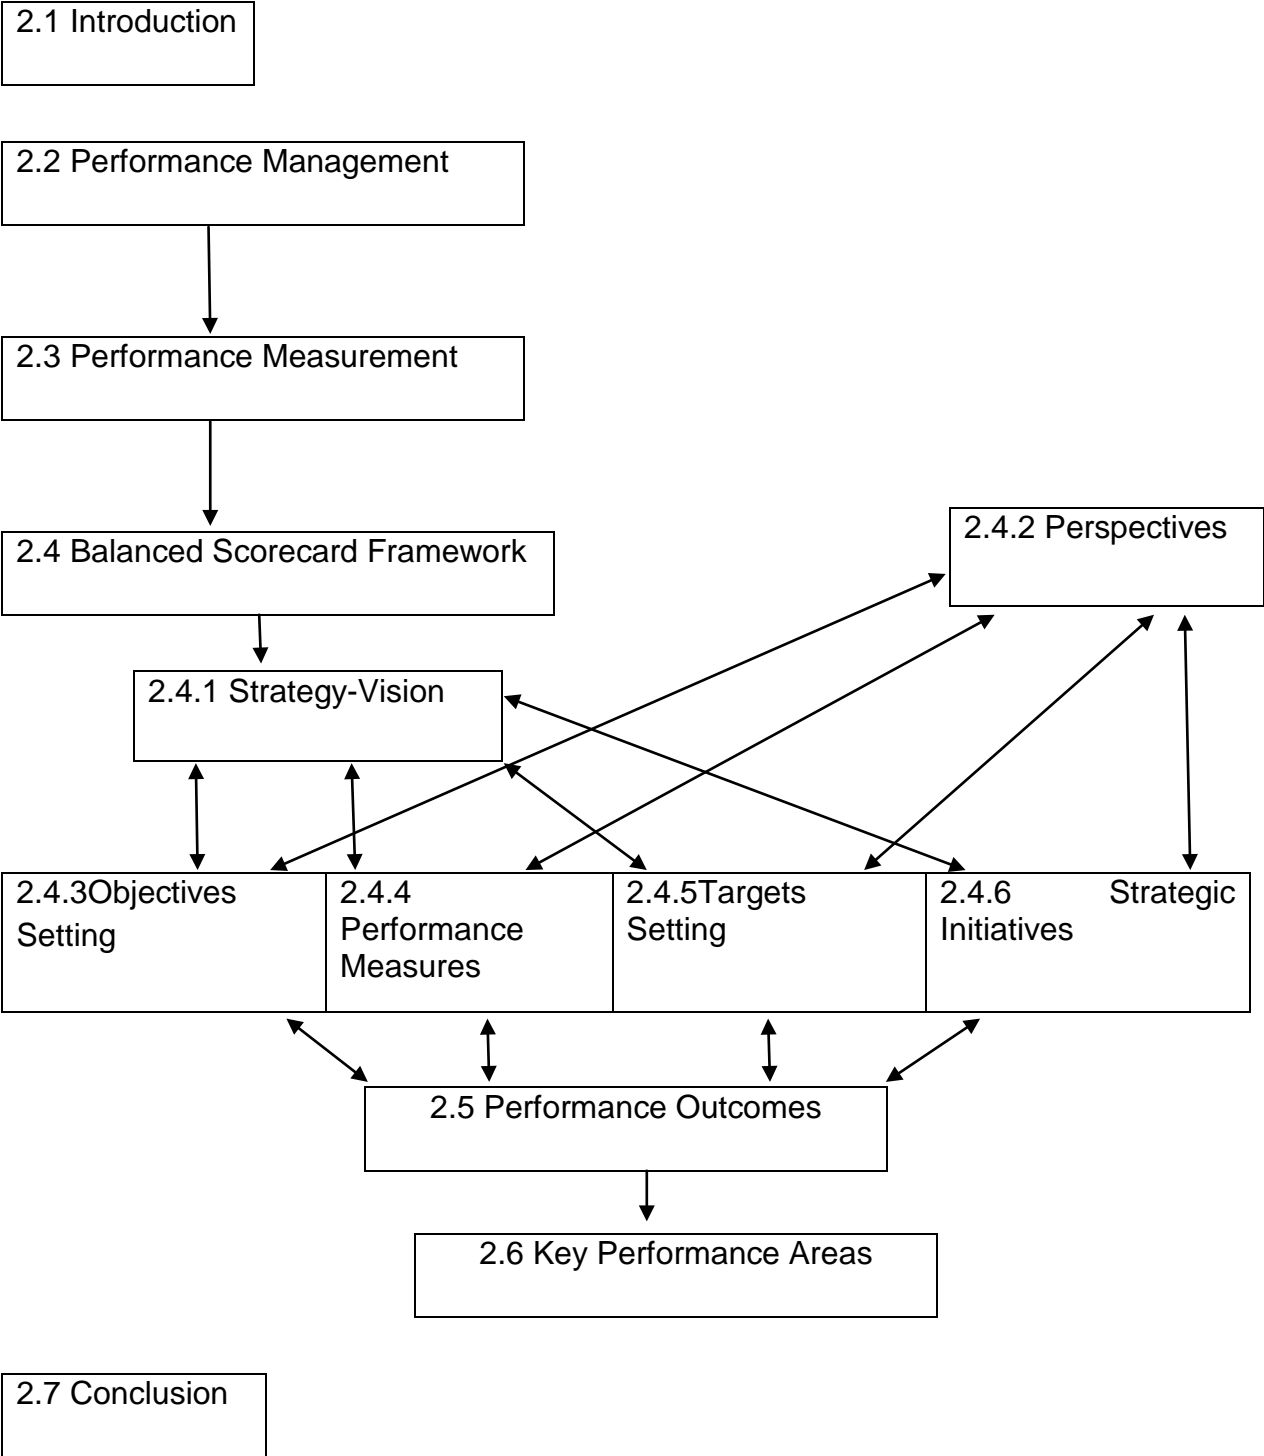 2.1 Introduction
2.2 Performance Management
2.3 Performance Measurement
2.4 Balanced Scorecard Framework
2.4.2 Perspectives
2.4.1 Strategy-Vision
2.4.3Objectives
Setting
2.4.4
Performance
Measures
2.4.5Targets
Setting
2.4.6 Strategic
Initiatives
2.5 Performance Outcomes
2.6 Key Performance Areas
2.7 Conclusion